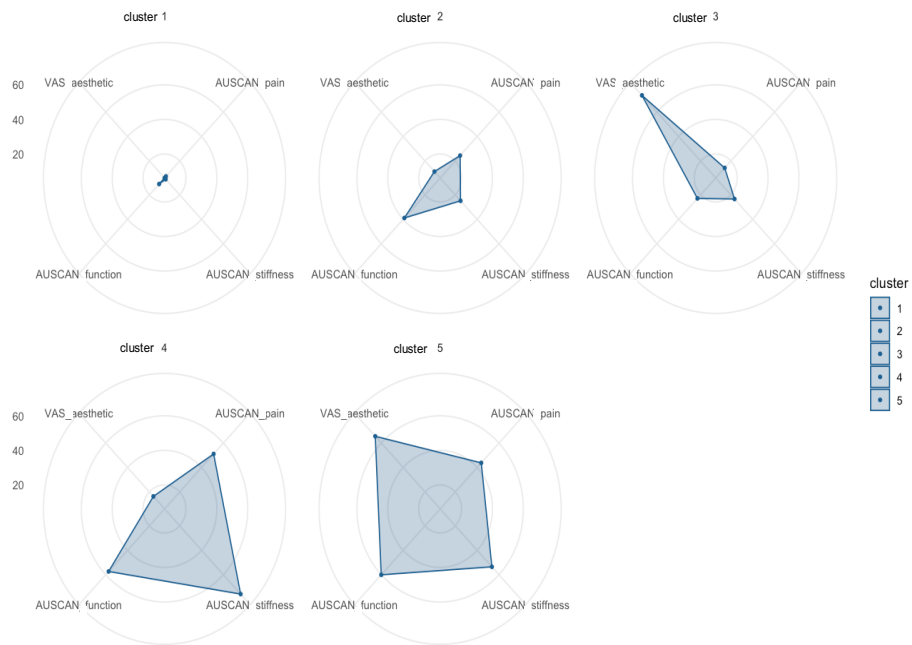 cluster 1
cluster 2
cluster 3
60
40
20
VAS_aesthetic
AUSCAN_pain
AUSCAN_function
AUSCAN_stiffness
VAS_aesthetic
AUSCAN_pain
AUSCAN_function
AUSCAN_stiffness
VAS_aesthetic
AUSCAN_pain
AUSCAN_function
AUSCAN_stiffness
cluster 4
cluster 5
60
40
20
VAS_aesthetic
AUSCAN_pain
AUSCAN_function
AUSCAN_stiffness
VAS_aesthetic
AUSCAN_pain
AUSCAN_function
AUSCAN_stiffness
cluster
1
2
3
4
5